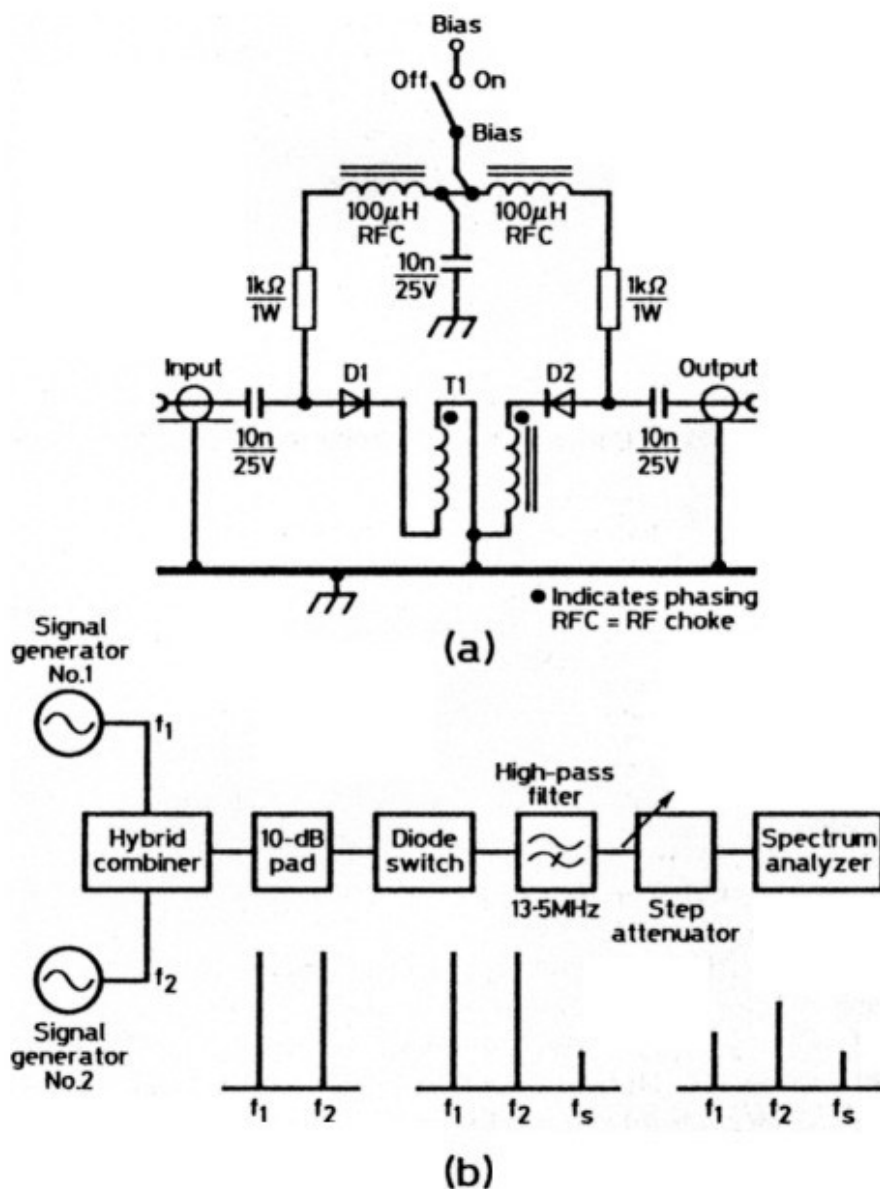 Bias
Off On
Bias
100μH
RFC
100μH
RFC
10n
25V
1kΩ
1W
1kΩ
1W
Input
D1
T1
D2
Output
10n
25V
10n
25V
● Indicates phasing
RFC = RF choke
(a)
Signal
generator
No.1
f1
Hybrid
combiner
10-dB
pad
Diode
switch
High-pass
filter
13-5MHz
Step
attenuator
Spectrum
analyzer
f2
Signal
generator
No.2
f1 f2
f1 f2 fs
f1 f2 fs
(b)